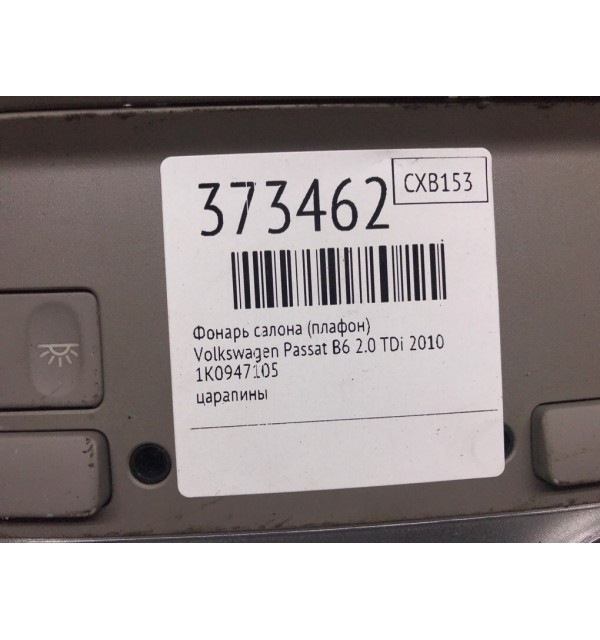 373462
CXB153
Фонарь салона (плафон)
Volkswagen Passat B6 2.0 TDi 2010
1K0947105
царапины